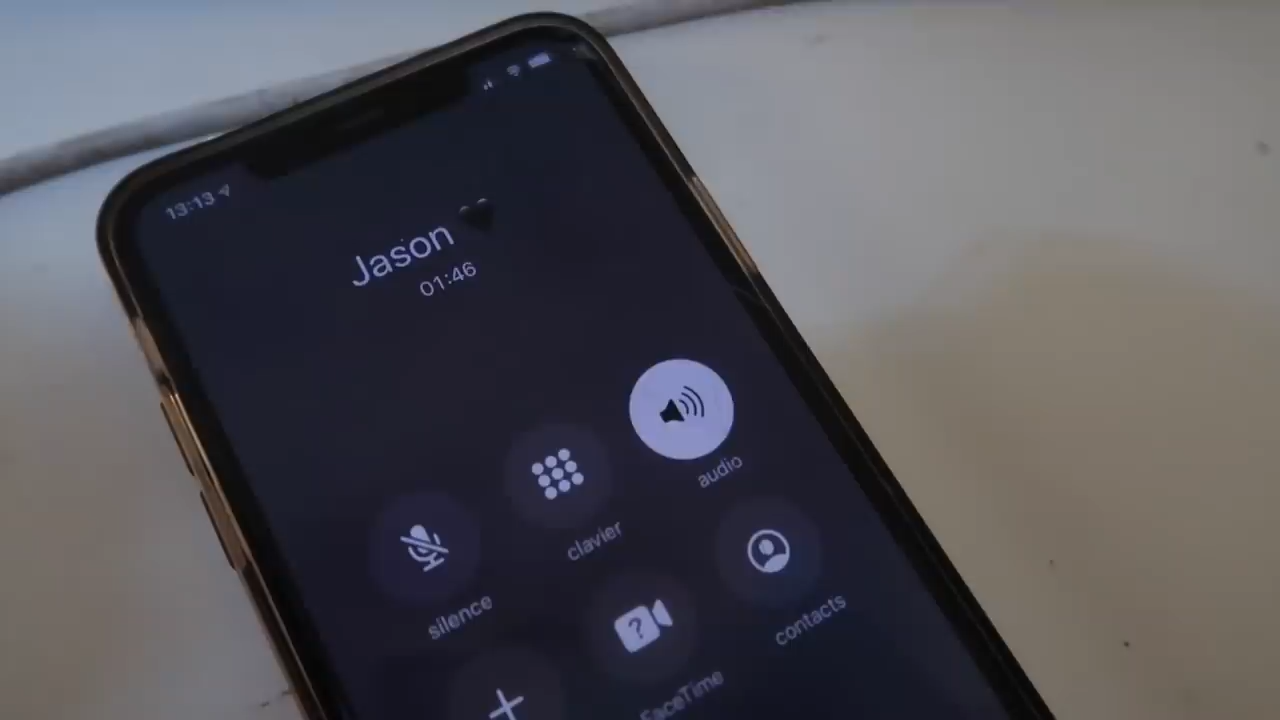 13:13
Jason 🖤
01:46
audio
clavier
silence
contacts
FaceTime